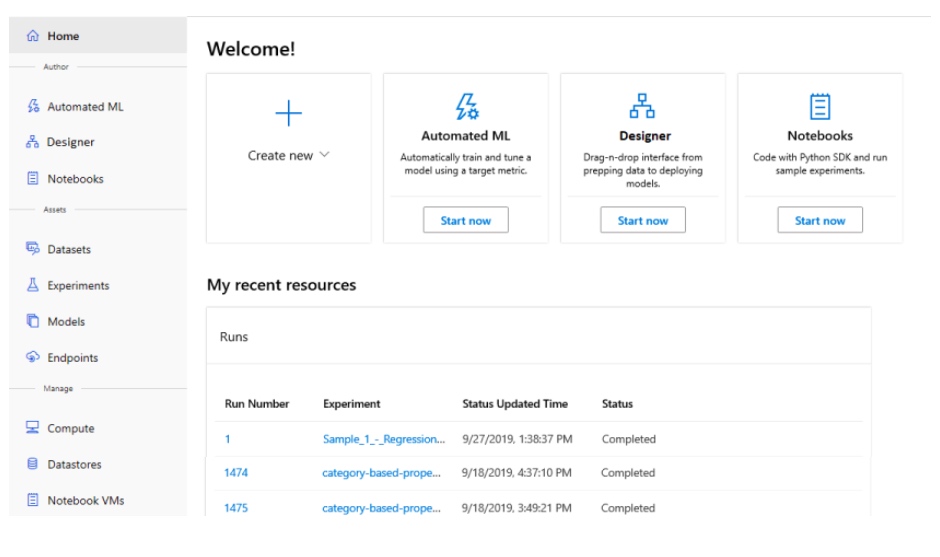 Home
Author
Automated ML
Designer
Notebooks
Assets
Datasets
Experiments
Models
Endpoints
Manage
Compute
Datastores
Notebook VMs
Welcome!
Create new
Automated ML
Automatically train and tune a
model using a target metric.
Start now
Designer
Drag-n-drop interface from
prepping data to deploying
models.
Start now
Notebooks
Code with Python SDK and run
sample experiments.
Start now
My recent resources
Runs
Run Number Experiment Status Updated Time Status
1 Sample_1_-_Regression... 9/27/2019, 1:38:37 PM Completed
1474 category-based-prope... 9/18/2019, 4:37:10 PM Completed
1475 category-based-prope... 9/18/2019, 3:49:21 PM Completed